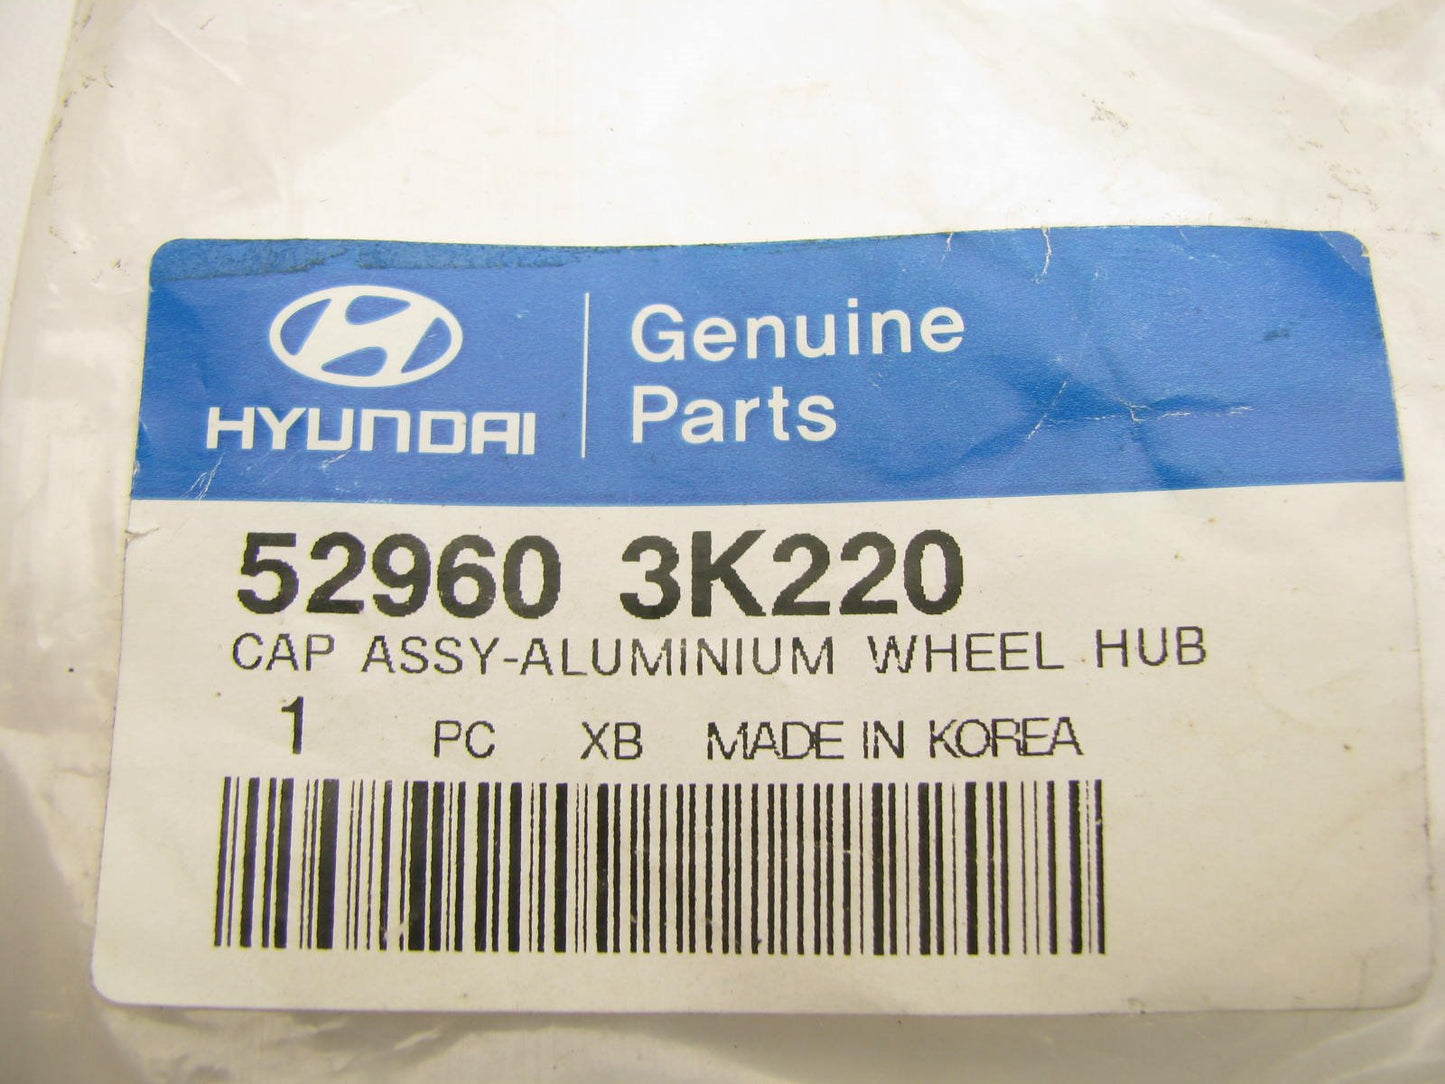 HYUNDAI
Genuine
Parts
52960 3K220
CAP ASSY-ALUMINIUM WHEEL HUB
1 PC XB MADE IN KOREA